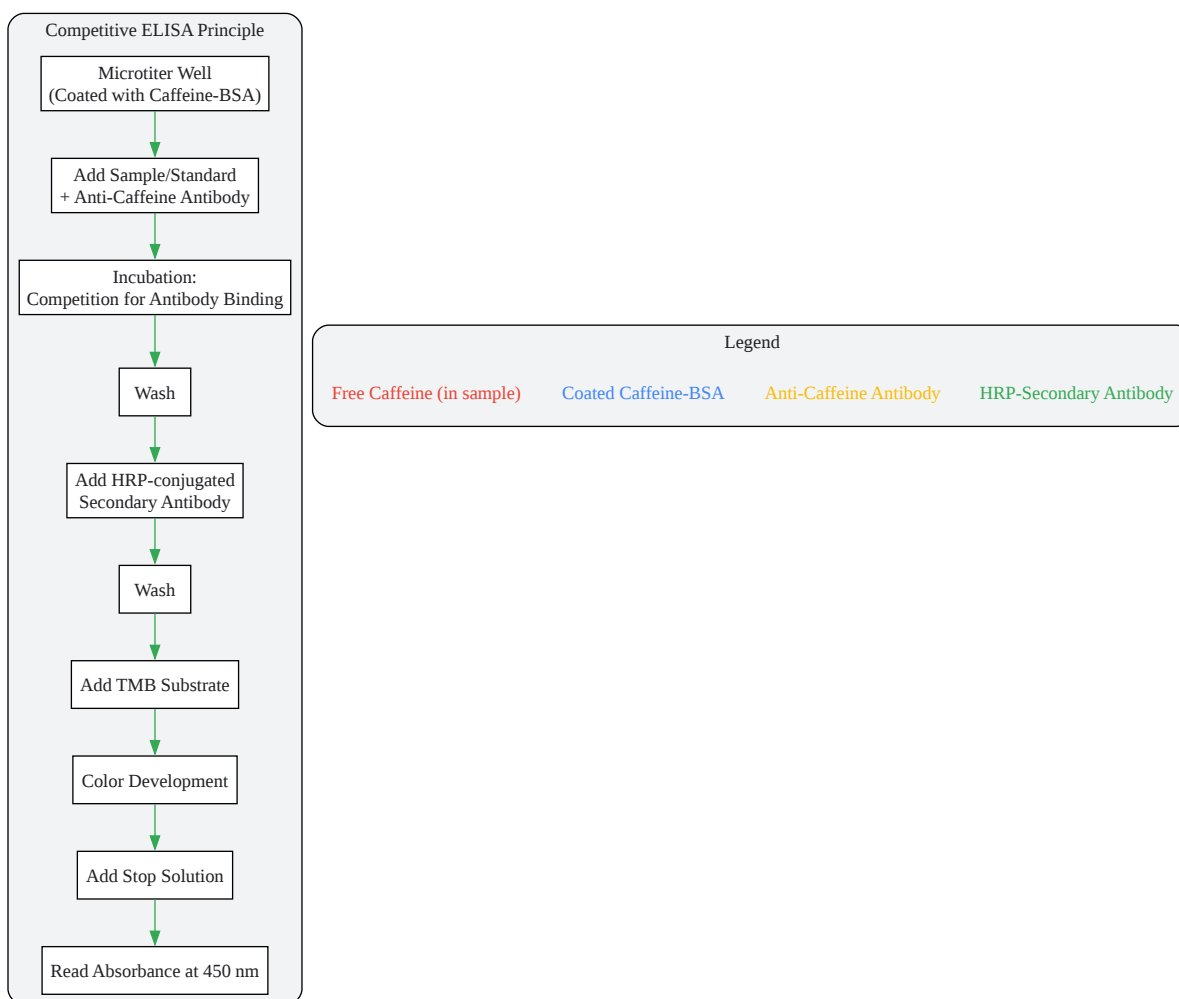 Competitive ELISA Principle
Microtiter Well
(Coated with Caffeine-BSA)
Add Sample/Standard
+ Anti-Caffeine Antibody
Incubation:
Competition for Antibody Binding
Wash
Add HRP-conjugated
Secondary Antibody
Wash
Add TMB Substrate
Color Development
Add Stop Solution
Read Absorbance at 450 nm
Legend
Free Caffeine (in sample)
Coated Caffeine-BSA
Anti-Caffeine Antibody
HRP-Secondary Antibody